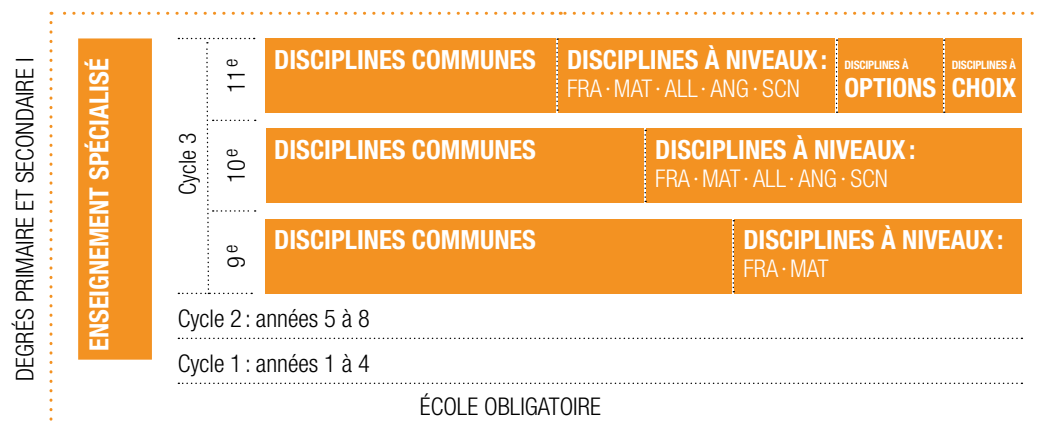 DEGRÉS PRIMAIRE ET SECONDAIRE I
ENSEIGNEMENT SPÉCIALISÉ
Cycle 3
11e
DISCIPLINES COMMUNES
DISCIPLINES À NIVEAUX :
FRA · MAT · ALL · ANG · SCN
DISCIPLINES À
OPTIONS
DISCIPLINES À
CHOIX
10e
DISCIPLINES COMMUNES
DISCIPLINES À NIVEAUX :
FRA · MAT · ALL · ANG · SCN
9e
DISCIPLINES COMMUNES
DISCIPLINES À NIVEAUX :
FRA · MAT
Cycle 2 : années 5 à 8
Cycle 1 : années 1 à 4
ÉCOLE OBLIGATOIRE